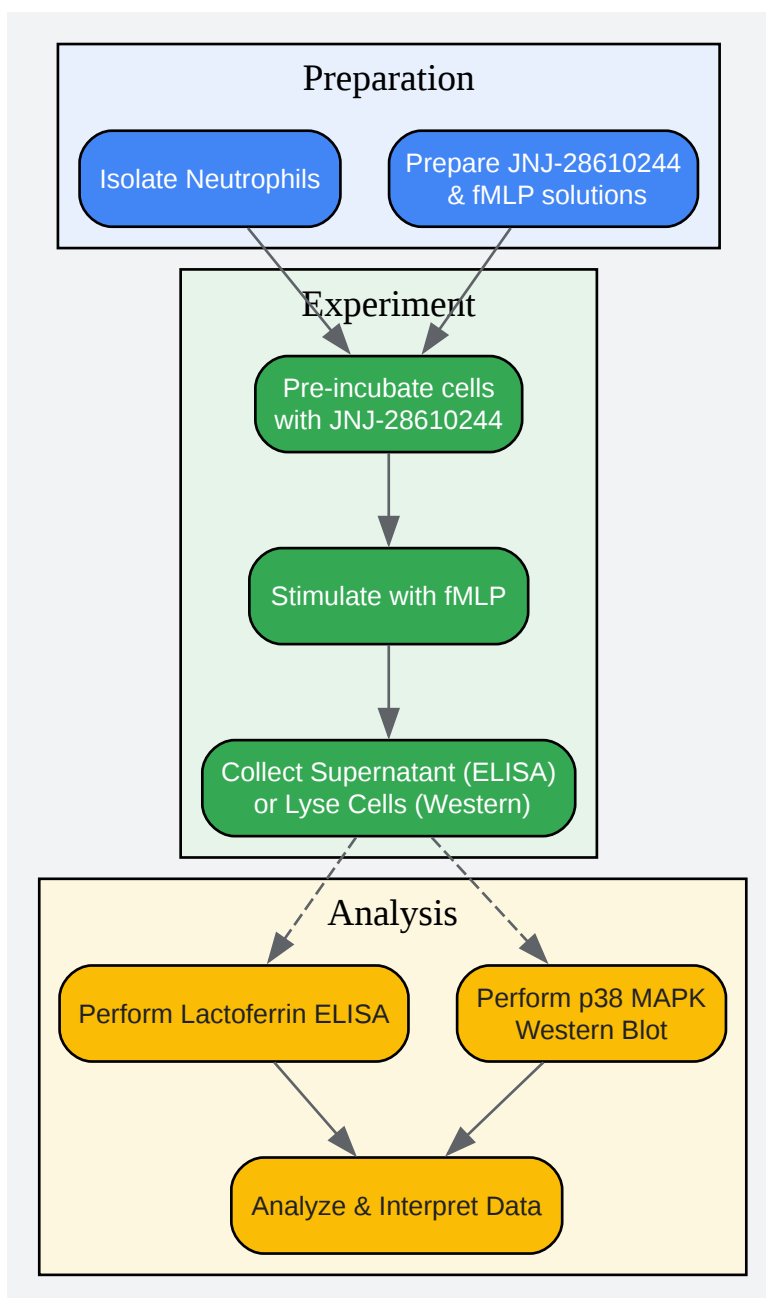 Preparation
Isolate Neutrophils
Prepare JNJ-28610244
& fMLP solutions
Experiment
Pre-incubate cells
with JNJ-28610244
Stimulate with fMLP
Collect Supernatant (ELISA)
or Lyse Cells (Western)
Analysis
Perform Lactoferrin ELISA
Perform p38 MAPK
Western Blot
Analyze & Interpret Data